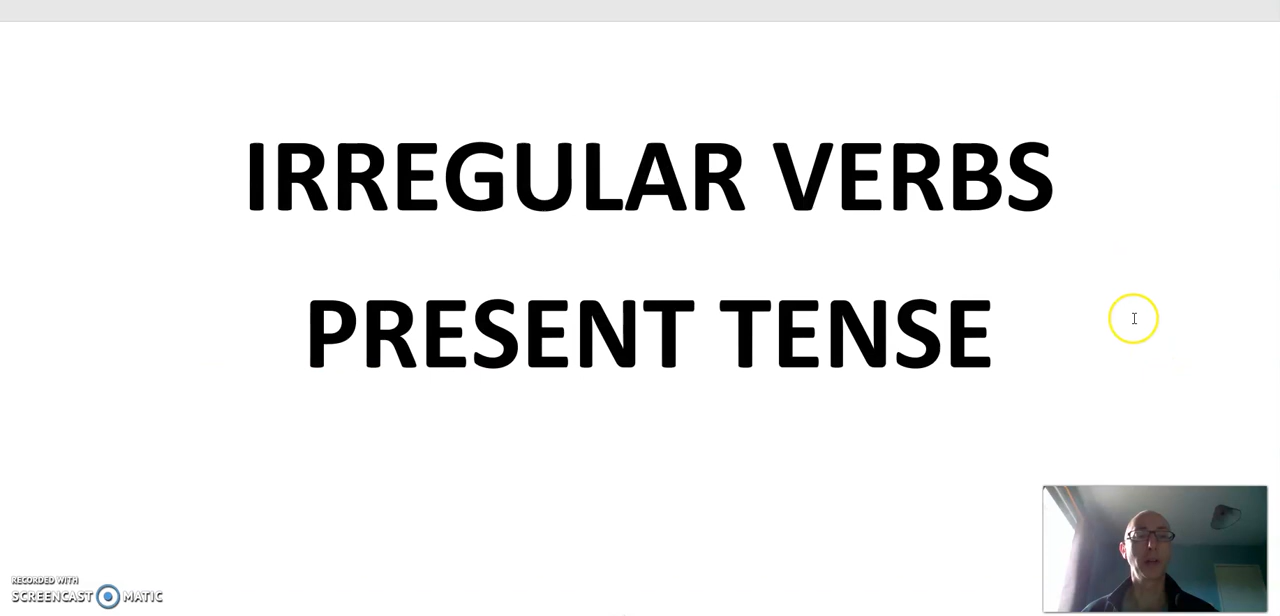 IRREGULAR VERBS
PRESENT TENSE
RECORDED WITH
SCREENCAST MATIC